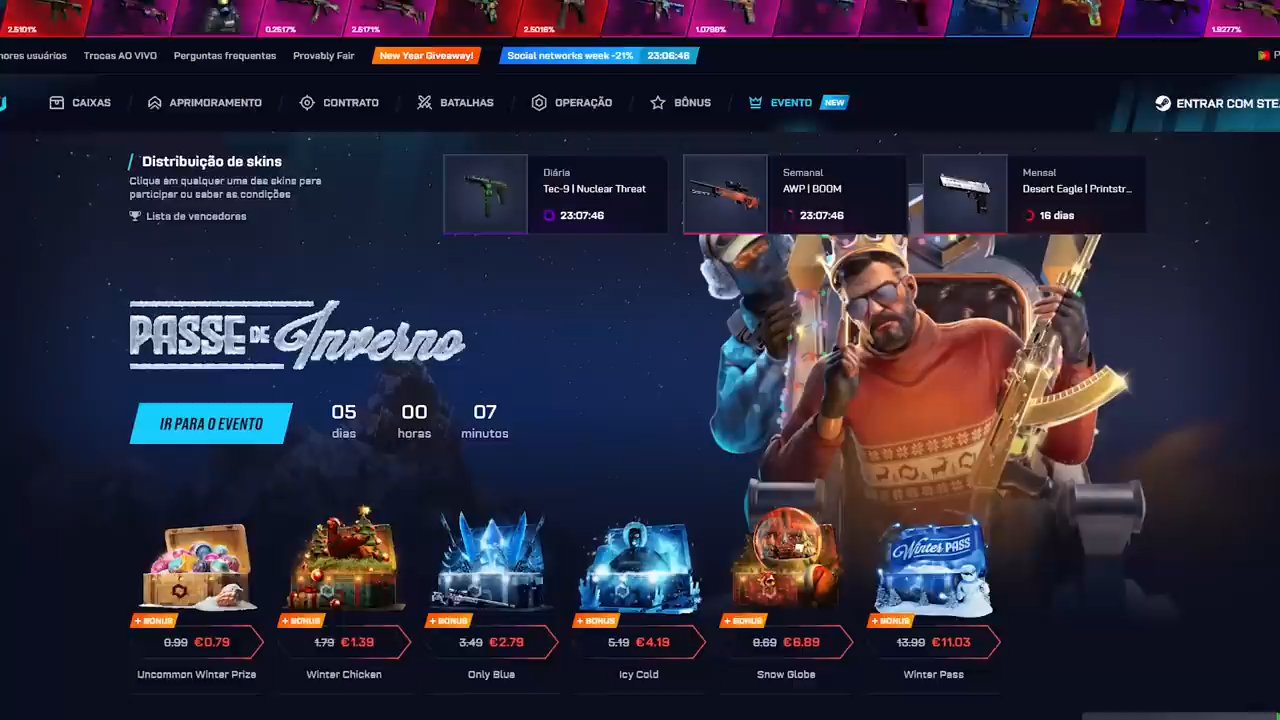 2.5101%
0.2517%
2.5171%
2.5016%
1.0786%
1.9277%
hores usuários
Trocas AO VIVO
Perguntas frequentes
Provably Fair
New Year Giveaway!
Social networks week -21% 23:06:46
P
CAIXAS
APRIMORAMENTO
CONTRATO
BATALHAS
OPERAÇÃO
BÔNUS
EVENTO
NEW
ENTRAR COM STEA
Distribuição de skins
Clique em qualquer uma das skins para
participar ou saber as condições
Lista de vencedores
Diária
Tec-9 | Nuclear Threat
23:07:46
Semanal
AWP | BOOM
23:07:46
Mensal
Desert Eagle | Printstr...
16 dias
PASSE DE Inverno
IR PARA O EVENTO
05 00 07
dias horas minutos
Winter PASS
+ BONUS
+ BONUS
+ BONUS
+ BONUS
+ BONUS
+ BONUS
0.99 €0.79
1.79 €1.39
3.49 €2.79
5.19 €4.19
8.69 €6.89
13.99 €11.03
Uncommon Winter Prize
Winter Chicken
Only Blue
Icy Cold
Snow Globe
Winter Pass